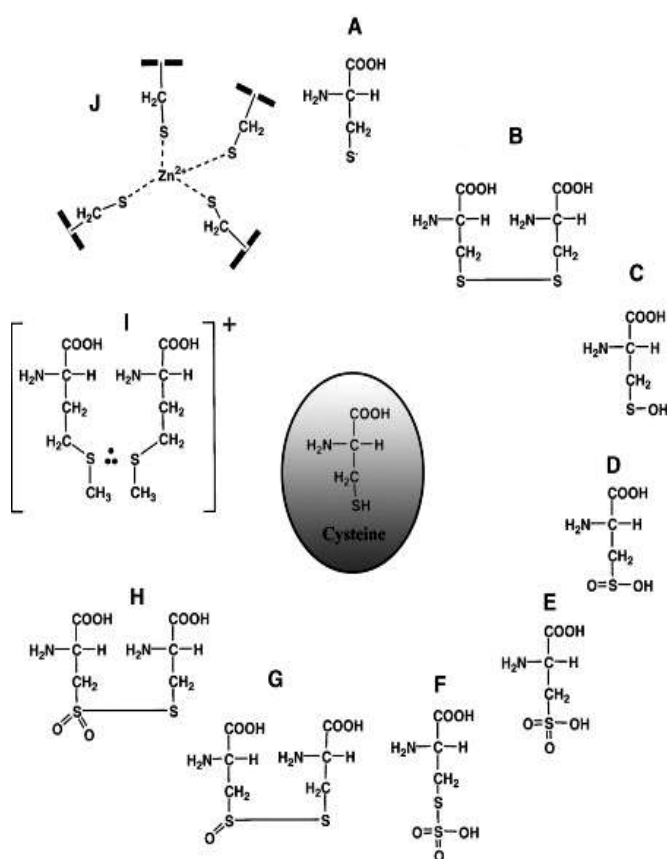 A
COOH
H₂N–C–H
CH₂
S·
J
H₂C
S
CH₂
S
Zn²⁺
H₂C–S
S
H₂C
B
COOH
H₂N–C–H
CH₂
S
COOH
H₂N–C–H
CH₂
S
C
COOH
H₂N–C–H
CH₂
S–OH
I
+
COOH
H₂N–C–H
CH₂
H₂C
S
CH₃
COOH
H₂N–C–H
CH₂
CH₂
S
CH₃
COOH
H₂N–C–H
H₂C
SH
Cysteine
D
COOH
H₂N–C–H
CH₂
O=S–OH
E
COOH
H₂N–C–H
CH₂
O=S–OH
O
H
COOH
H₂N–C–H
CH₂
S
O O
COOH
H₂N–C–H
CH₂
S
G
COOH
H₂N–C–H
CH₂
S
O
COOH
H₂N–C–H
H₂C
S
F
COOH
H₂N–C–H
CH₂
S
O=S–OH
O